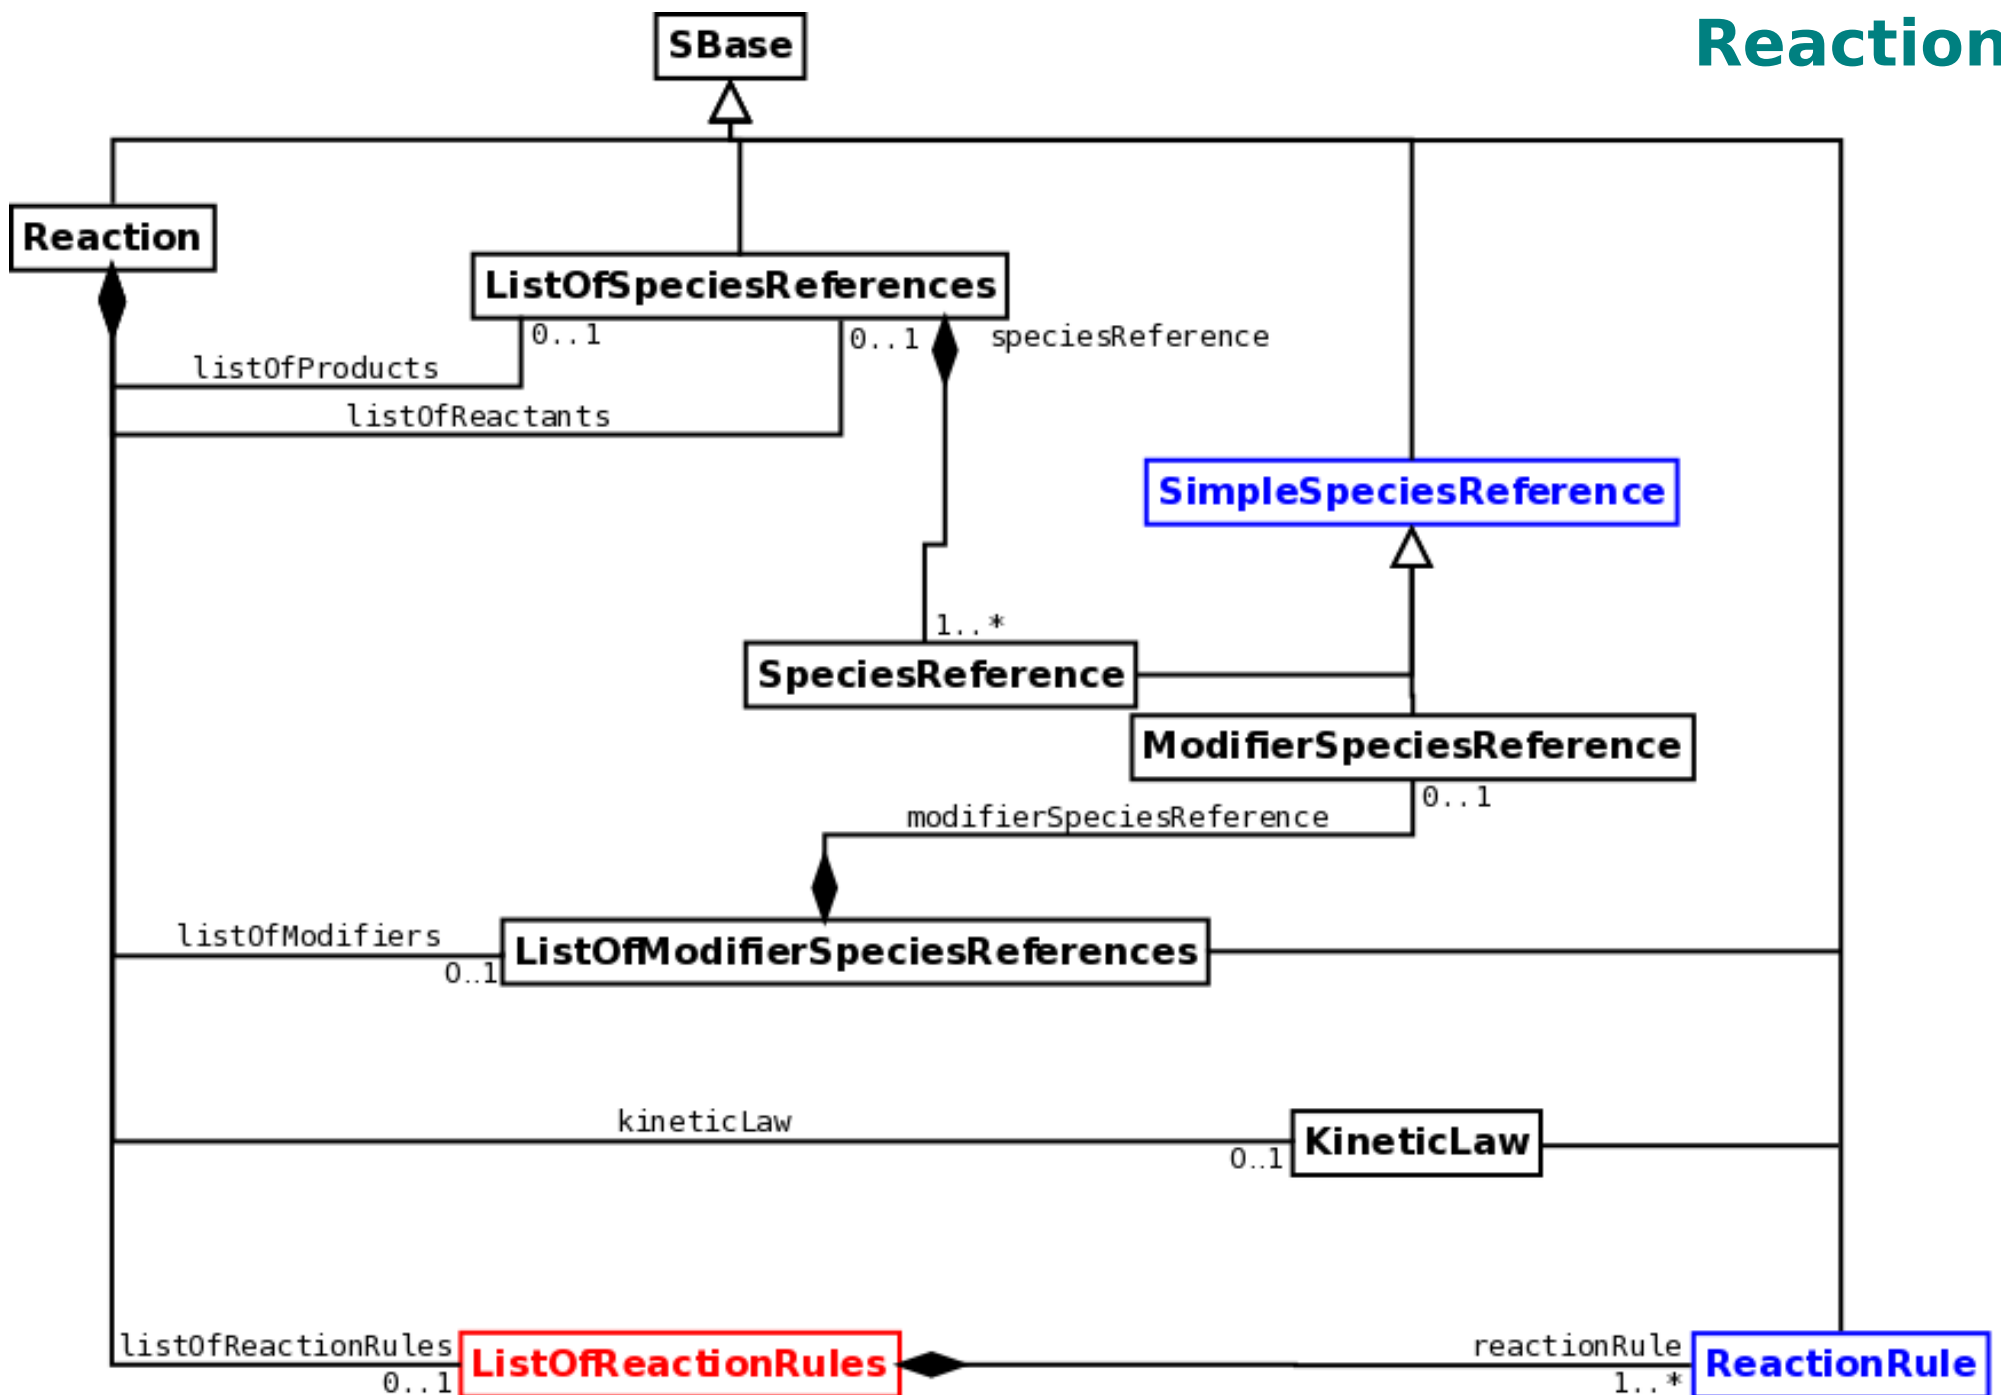 SBase
Reaction
Reaction
ListOfSpeciesReferences
0..1
0..1
speciesReference
listOfProducts
listOfReactants
SimpleSpeciesReference
1..*
SpeciesReference
ModifierSpeciesReference
0..1
modifierSpeciesReference
listOfModifiers
ListOfModifierSpeciesReferences
0..1
kineticLaw
KineticLaw
0..1
listOfReactionRules
ListOfReactionRules
reactionRule
ReactionRule
0..1
1..*